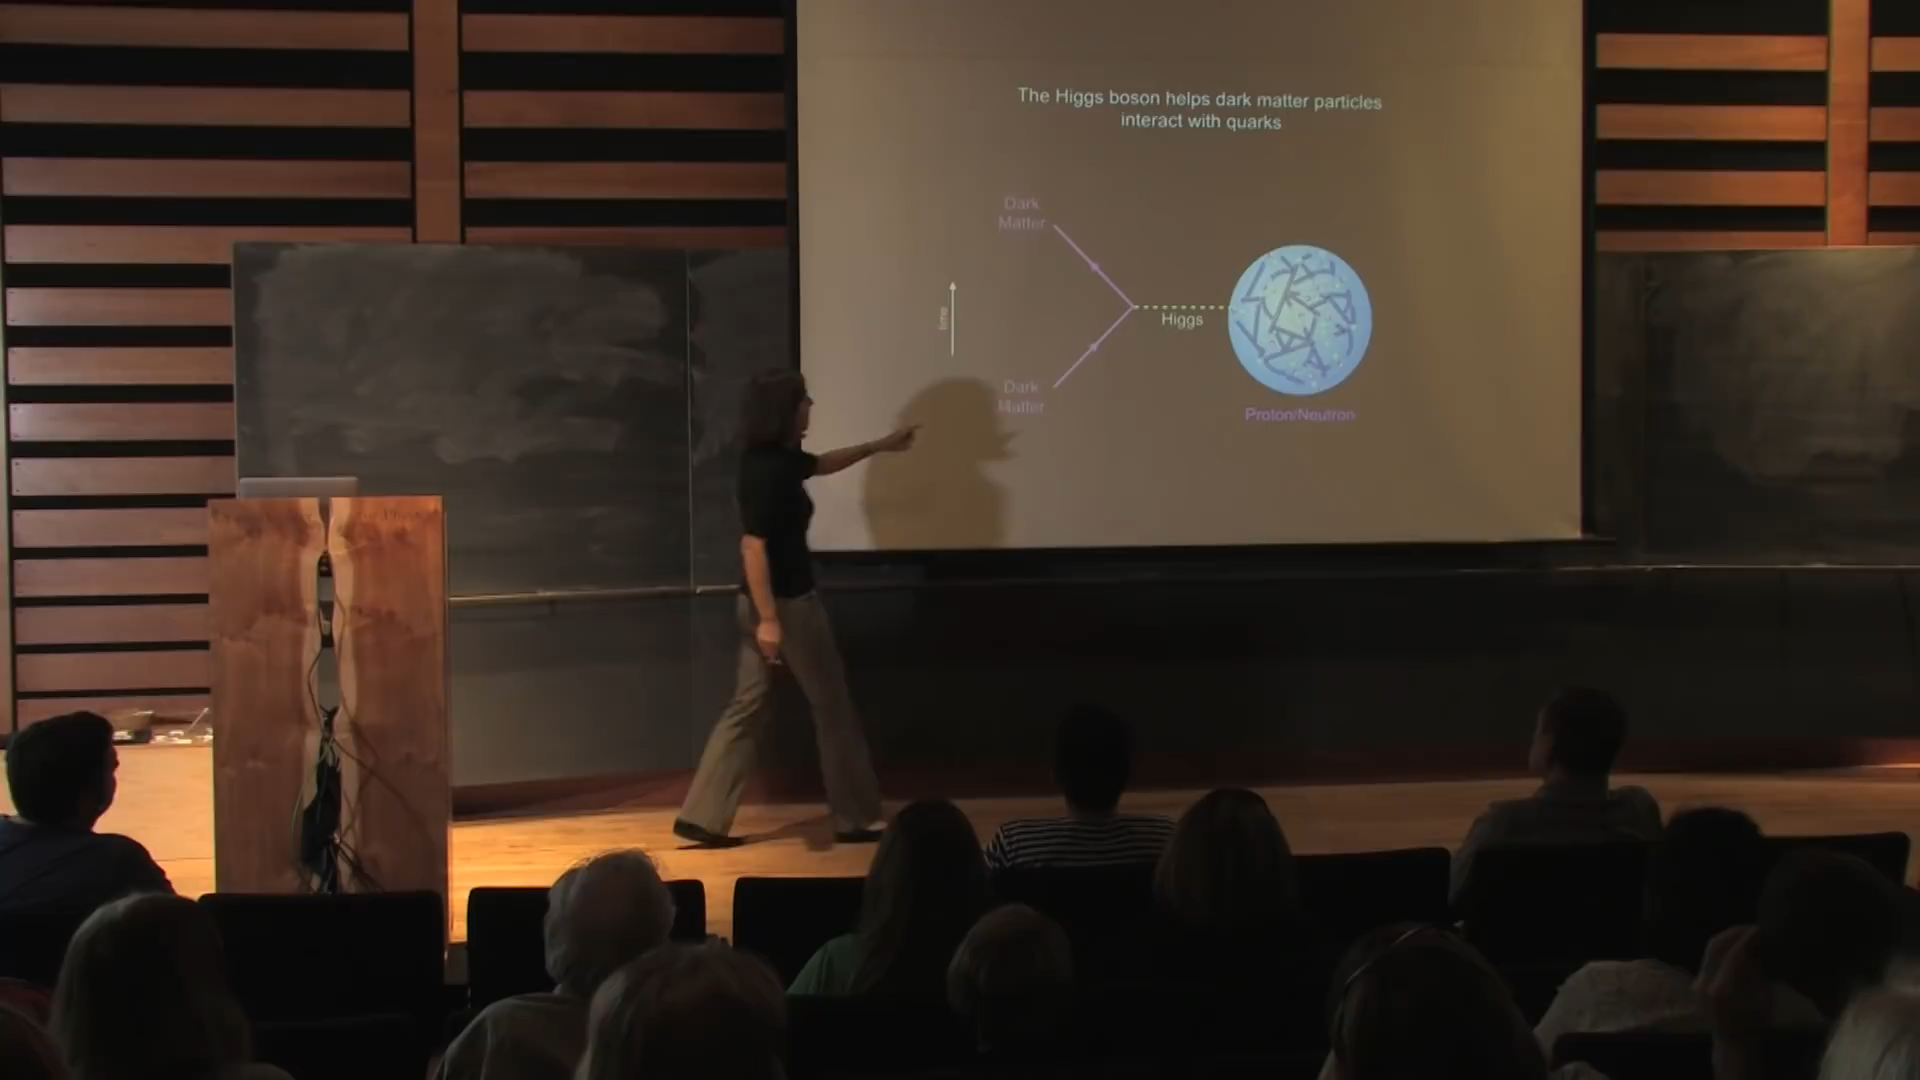 The Higgs boson helps dark matter particles
interact with quarks
Dark
Matter
time
Higgs
Dark
Matter
Proton/Neutron